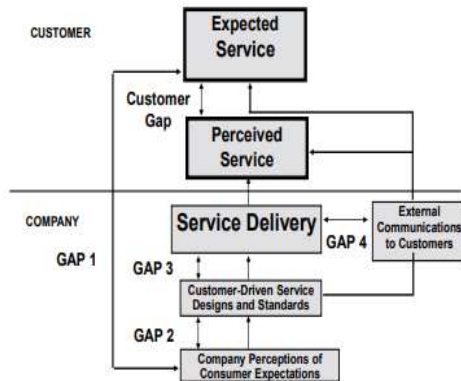 CUSTOMER
Expected
Service
Customer
Gap
Perceived
Service
COMPANY
Service Delivery
External
Communications
to Customers
GAP 4
GAP 1
GAP 3
Customer-Driven Service
Designs and Standards
GAP 2
Company Perceptions of
Consumer Expectations